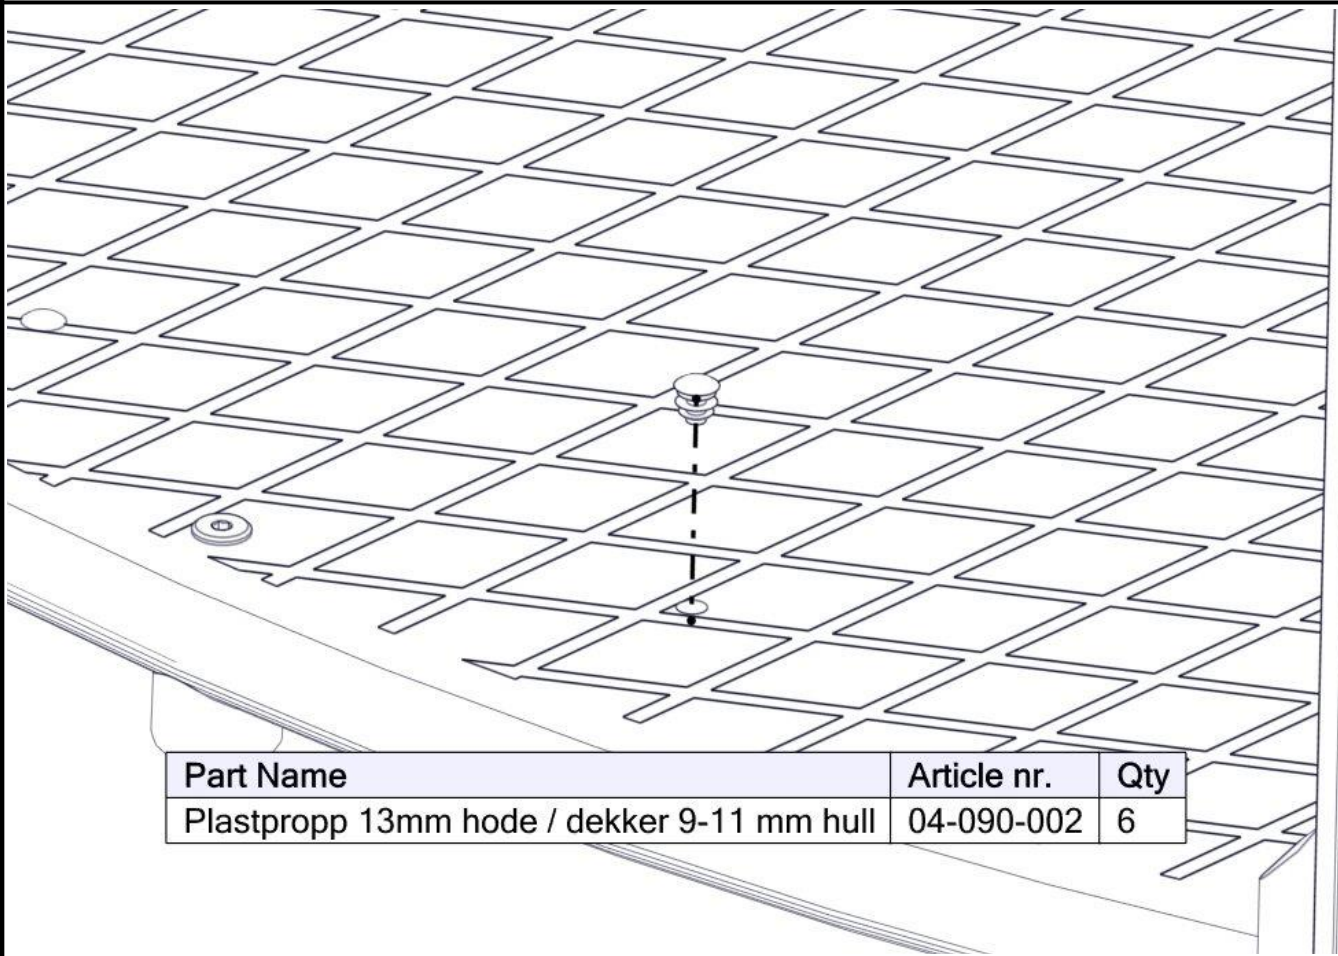 Part Name Article nr. Qty
Plastpropp 13mm hode / dekker 9-11 mm hull 04-090-002 6